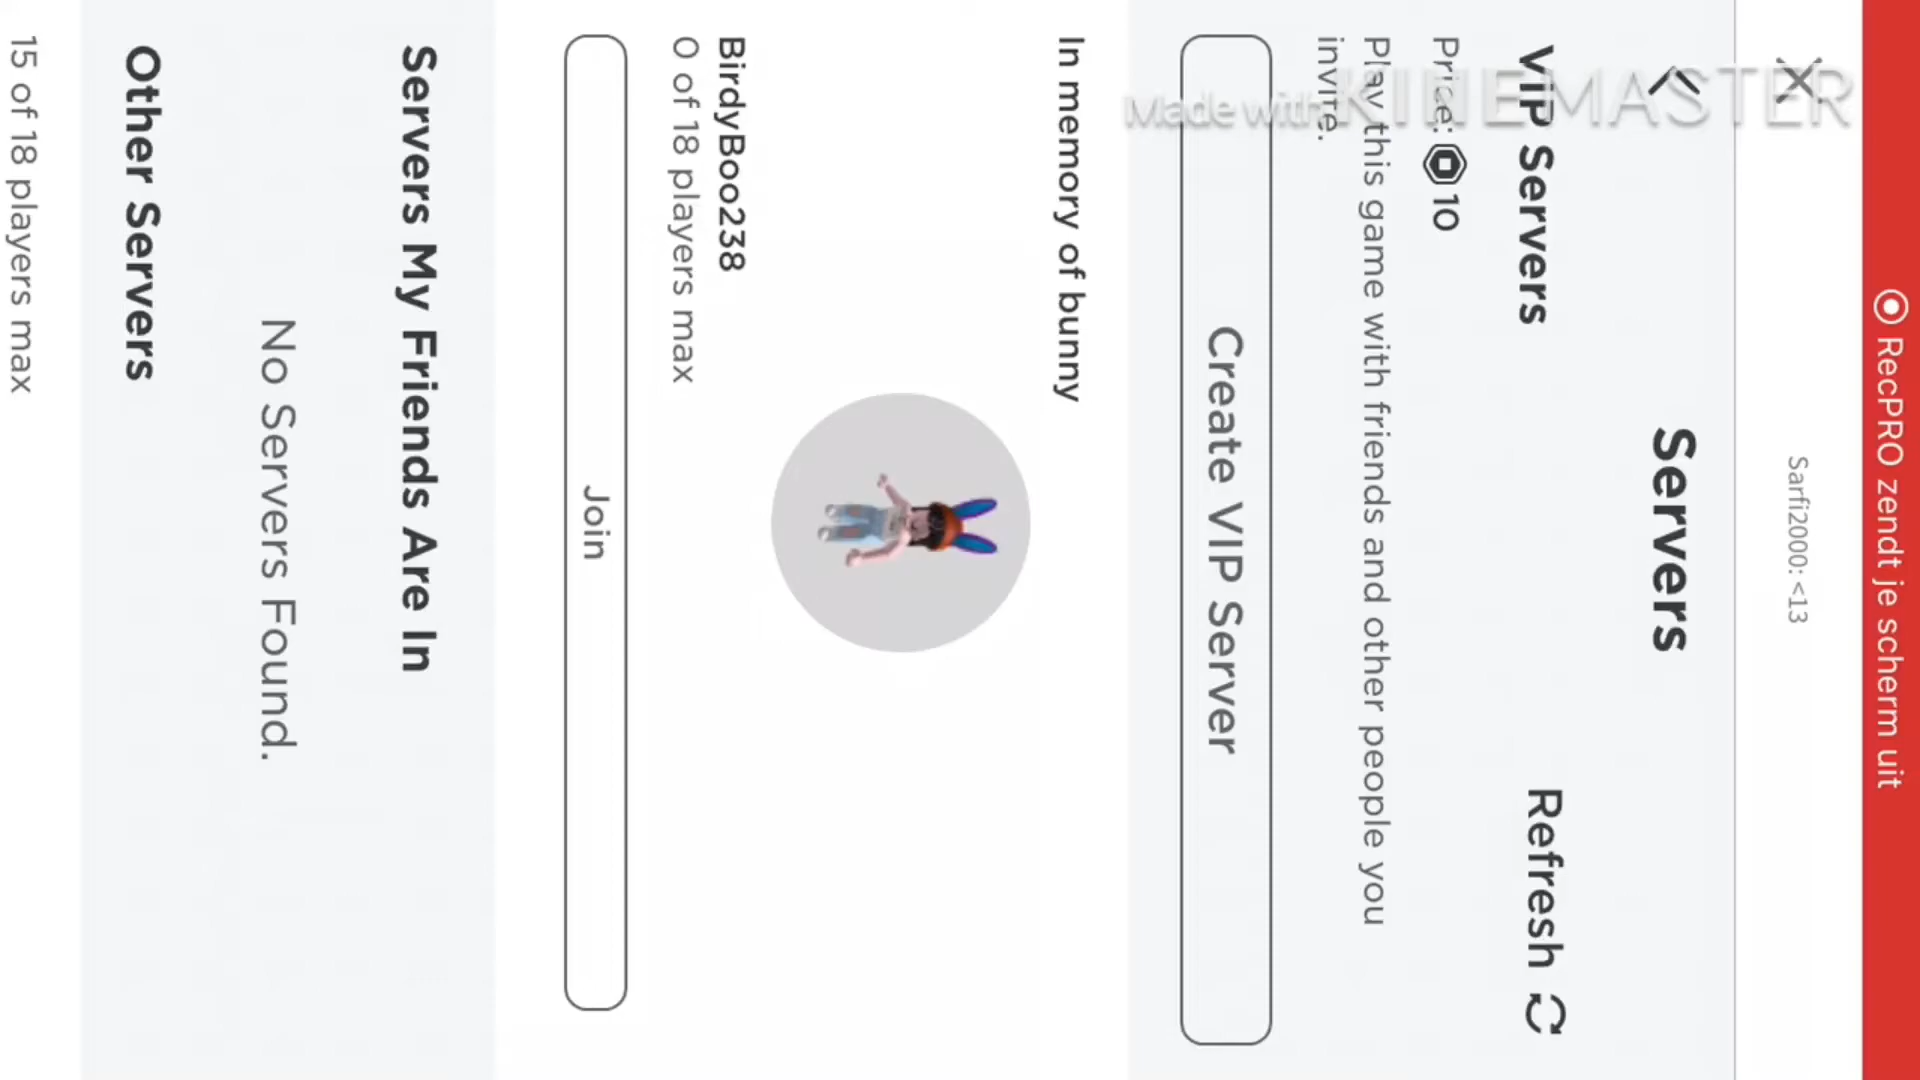 RecPRO zendt je scherm uit
Sarfi2000: <13
Servers
VIP Servers
Refresh
Price: 10
Play this game with friends and other people you
invite.
Create VIP Server
In memory of bunny
BirdyBoo238
0 of 18 players max
Join
Servers My Friends Are In
No Servers Found.
Other Servers
15 of 18 players max
Made with KINEMASTER